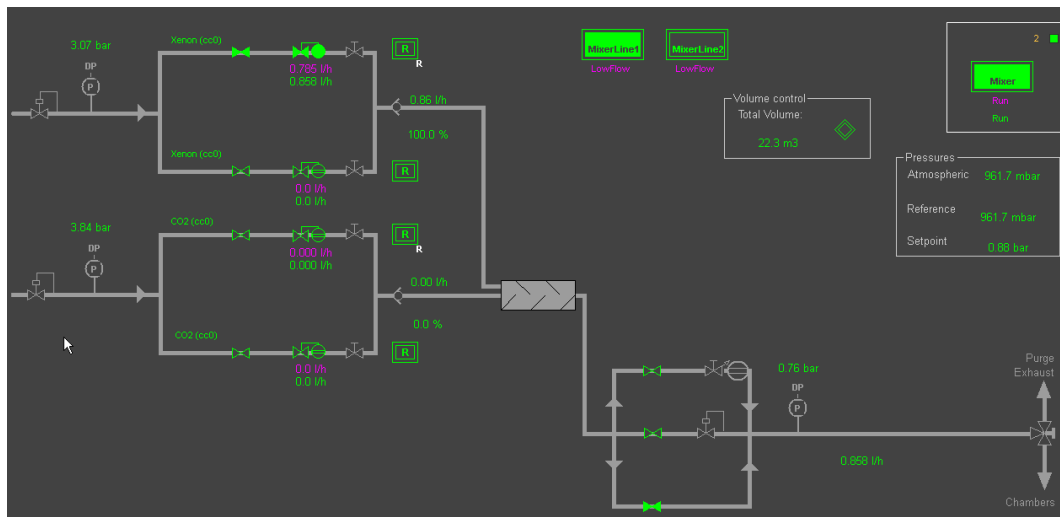 3.07 bar
DP
P
Xenon (cc0)
0.785 l/h
0.858 l/h
R
R
0.86 l/h
100.0 %
Xenon (cc0)
0.0 l/h
0.0 l/h
R
3.84 bar
DP
P
CO2 (cc0)
0.000 l/h
0.000 l/h
R
R
0.00 l/h
0.0 %
CO2 (cc0)
0.0 l/h
0.0 l/h
R
MixerLine1
LowFlow
MixerLine2
LowFlow
2
Mixer
Run
Run
Volume control
Total Volume:
22.3 m3
Pressures
Atmospheric 961.7 mbar
Reference 961.7 mbar
Setpoint 0.88 bar
0.76 bar
DP
P
0.858 l/h
Purge
Exhaust
Chambers